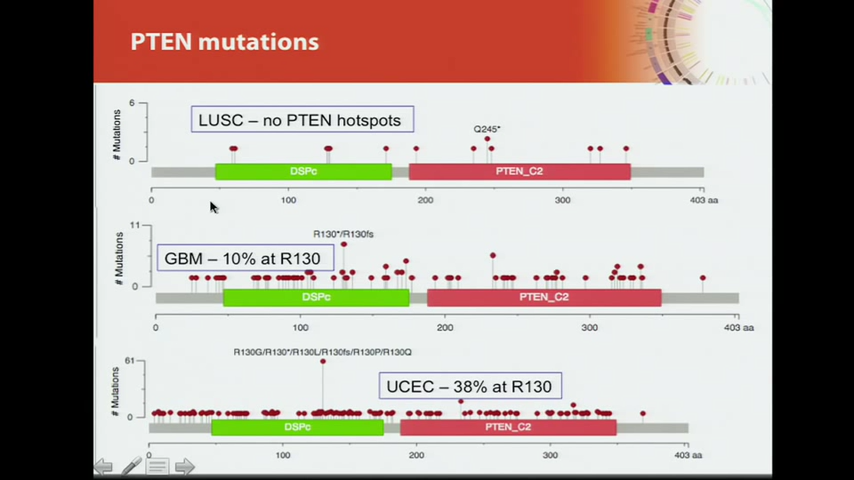 PTEN mutations
6
LUSC – no PTEN hotspots
Q245*
# Mutations
0
DSPc
PTEN_C2
0
100
200
300
403 aa
11
R130*/R130fs
GBM – 10% at R130
# Mutations
0
DSPc
PTEN_C2
0
100
200
300
403 aa
R130G/R130*/R130L/R130fs/R130P/R130Q
61
UCEC – 38% at R130
# Mutations
0
DSPc
PTEN_C2
0
100
200
300
403 aa